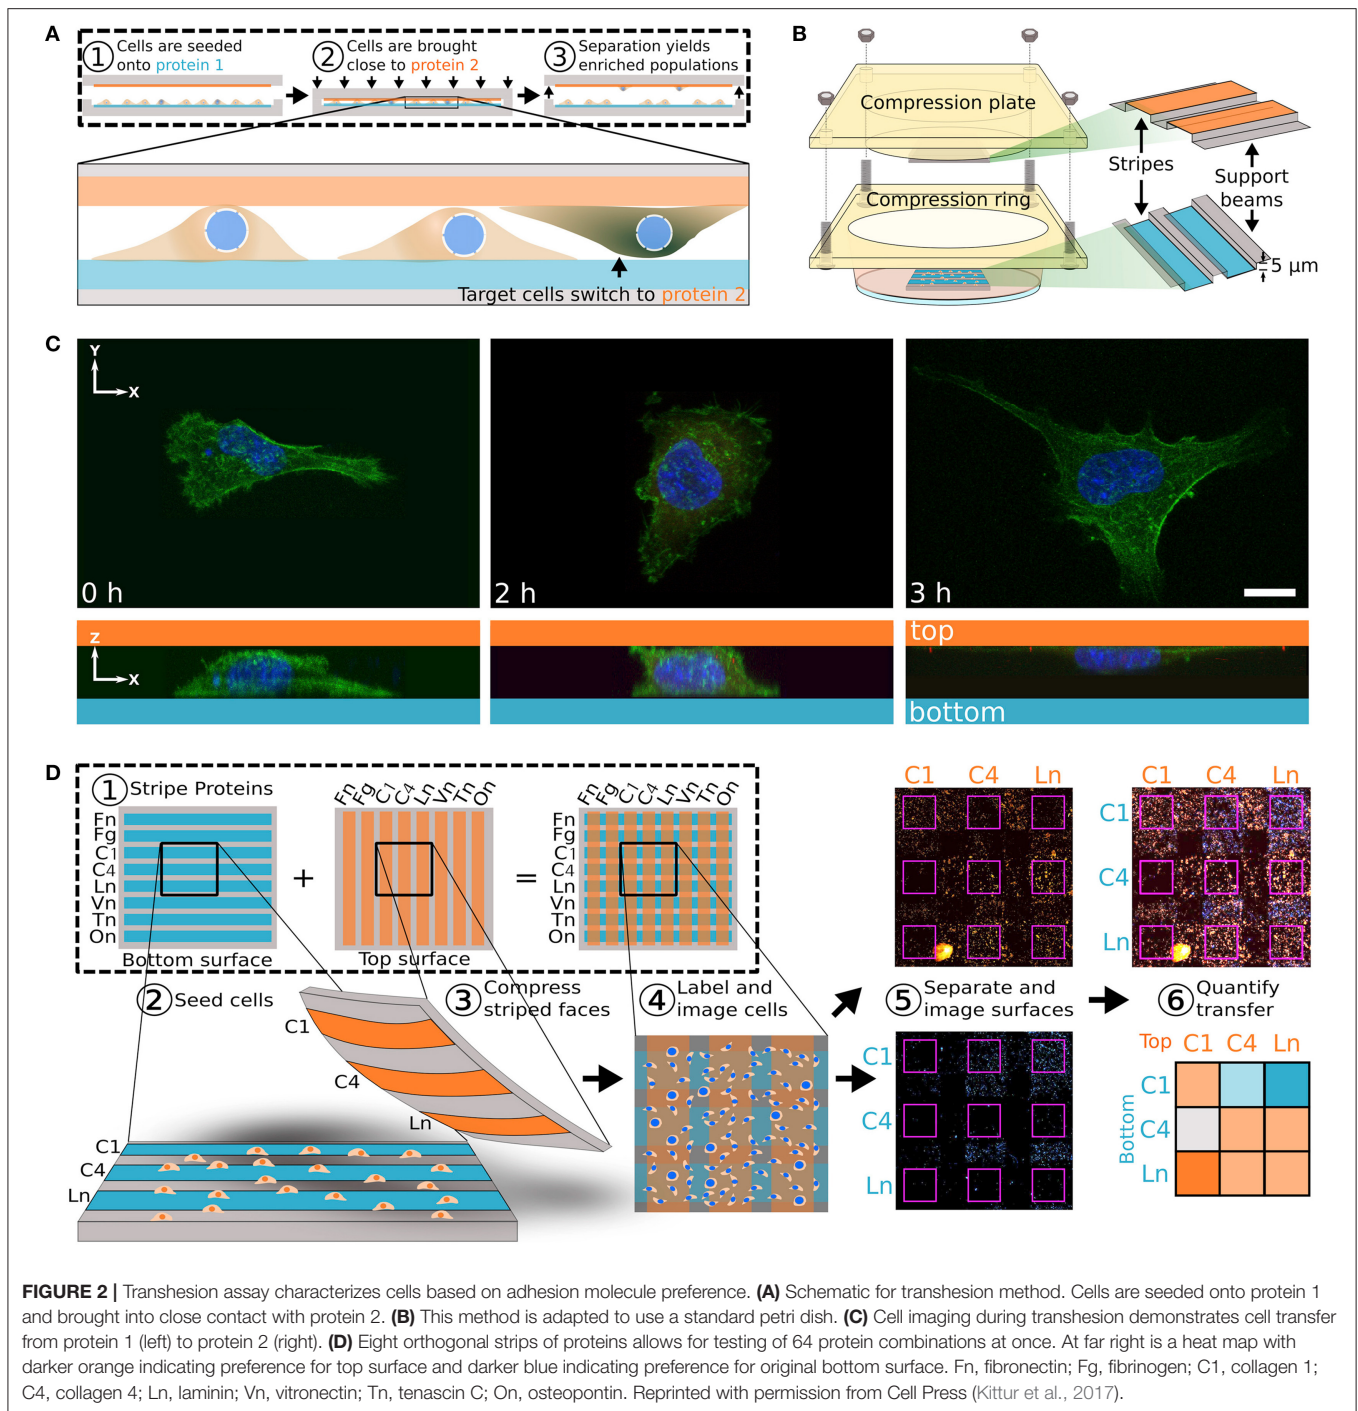 A
1 Cells are seeded
onto protein 1
2 Cells are brought
close to protein 2
3 Separation yields
enriched populations
Target cells switch to protein 2
B
Compression plate
Compression ring
Stripes
Support
beams
5 µm
C
Y
X
0 h
2 h
3 h
Z
X
top
bottom
D
1 Stripe Proteins
Fn
Fg
C1
C4
Ln
Vn
Tn
On
Bottom surface
+
Fn Fg C1 C4 Ln Vn Tn On
Top surface
=
Fn Fg C1 C4 Ln Vn Tn On
Fn
Fg
C1
C4
Ln
Vn
Tn
On
2 Seed cells
C1
C4
Ln
3 Compress
striped faces
C1
C4
Ln
4 Label and
image cells
C1 C4 Ln
5 Separate and
image surfaces
C1
C4
Ln
C1 C4 Ln
C1
C4
Ln
6 Quantify
transfer
Top C1 C4 Ln
Bottom
C1
C4
Ln
FIGURE 2 | Transhesion assay characterizes cells based on adhesion molecule preference. (A) Schematic for transhesion method. Cells are seeded onto protein 1
and brought into close contact with protein 2. (B) This method is adapted to use a standard petri dish. (C) Cell imaging during transhesion demonstrates cell transfer
from protein 1 (left) to protein 2 (right). (D) Eight orthogonal strips of proteins allows for testing of 64 protein combinations at once. At far right is a heat map with
darker orange indicating preference for top surface and darker blue indicating preference for original bottom surface. Fn, fibronectin; Fg, fibrinogen; C1, collagen 1;
C4, collagen 4; Ln, laminin; Vn, vitronectin; Tn, tenascin C; On, osteopontin. Reprinted with permission from Cell Press (Kittur et al., 2017).